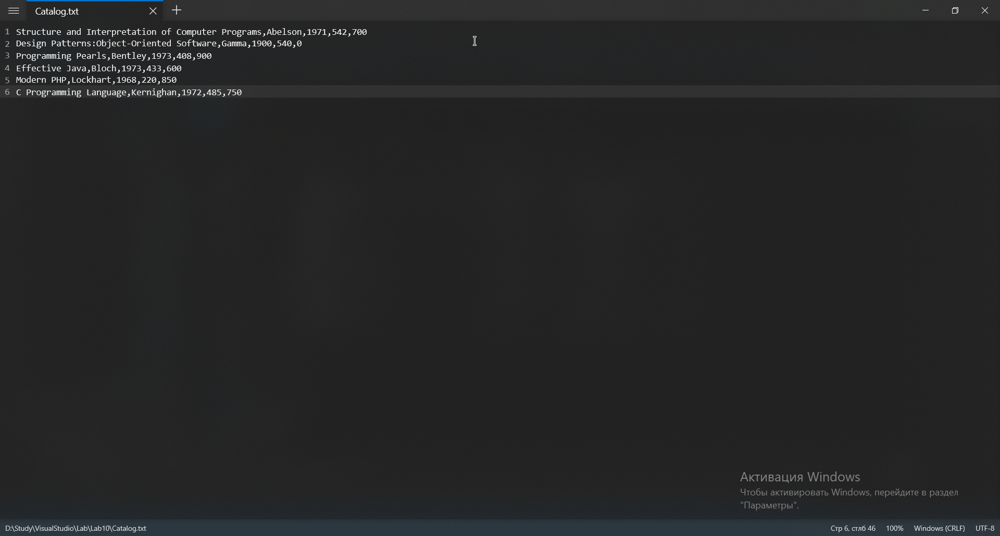 Catalog.txt
1 Structure and Interpretation of Computer Programs,Abelson,1971,542,700
2 Design Patterns:Object-Oriented Software,Gamma,1900,540,0
3 Programming Pearls,Bentley,1973,408,900
4 Effective Java,Bloch,1973,433,600
5 Modern PHP,Lockhart,1968,220,850
6 C Programming Language,Kernighan,1972,485,750
Активация Windows
Чтобы активировать Windows, перейдите в раздел
"Параметры".
D:\Study\VisualStudio\Lab\Lab10\Catalog.txt Стр 6, стлб 46 100% Windows (CRLF) UTF-8